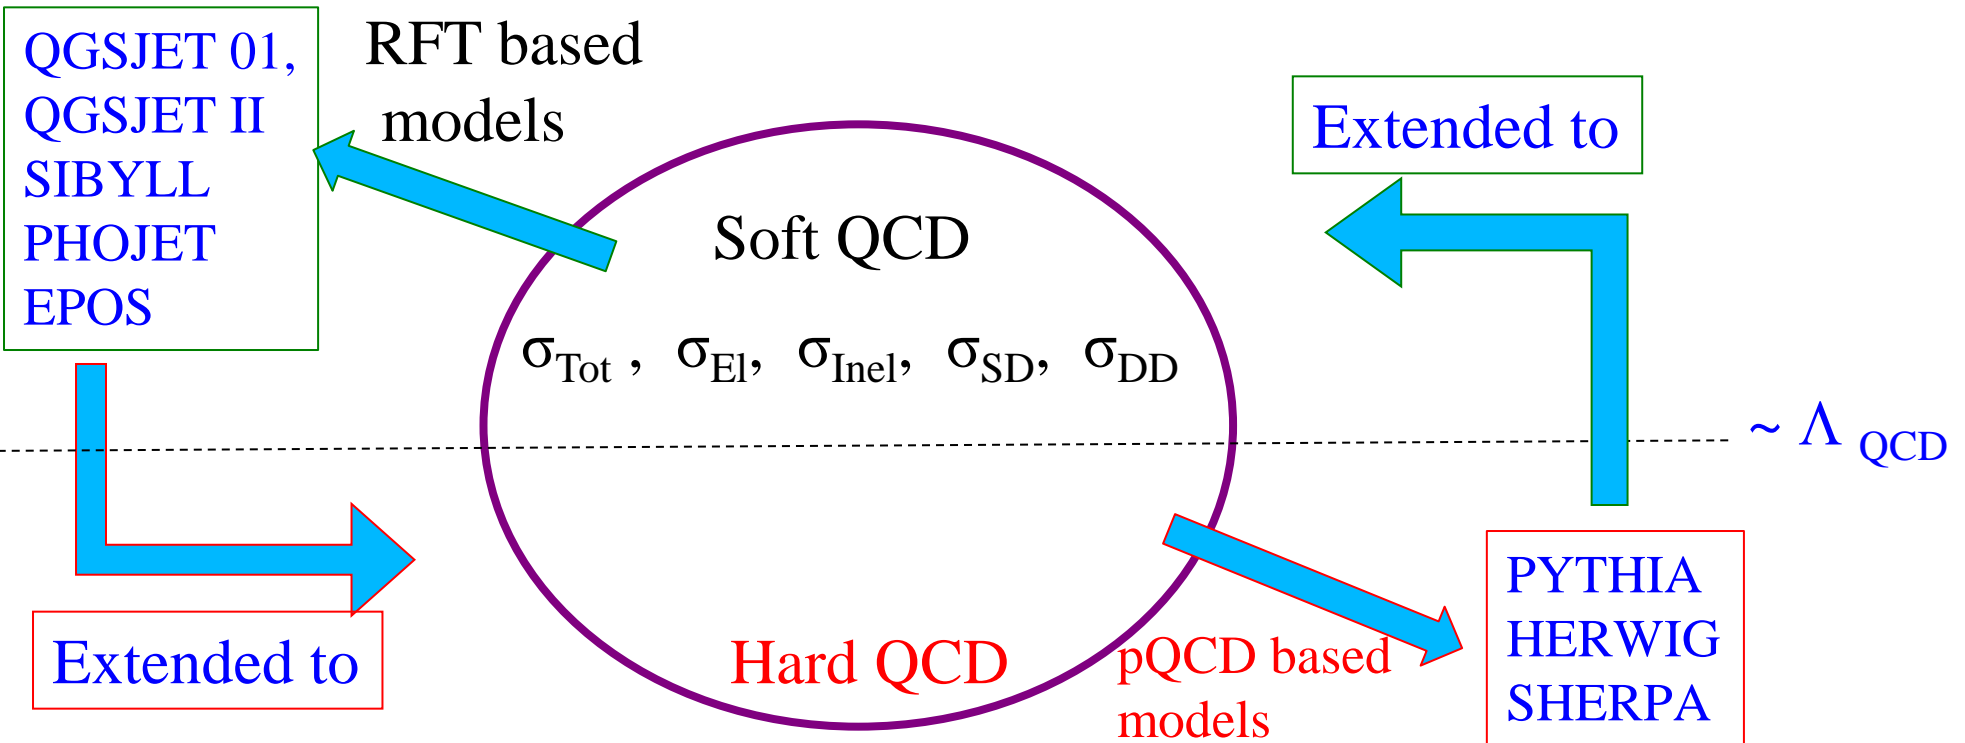 QGSJET 01,
QGSJET II
SIBYLL
PHOJET
EPOS
RFT based
models
Extended to
Soft QCD
σTot , σEl, σInel, σSD, σDD
~ Λ QCD
Extended to
Hard QCD
pQCD based
models
PYTHIA
HERWIG
SHERPA